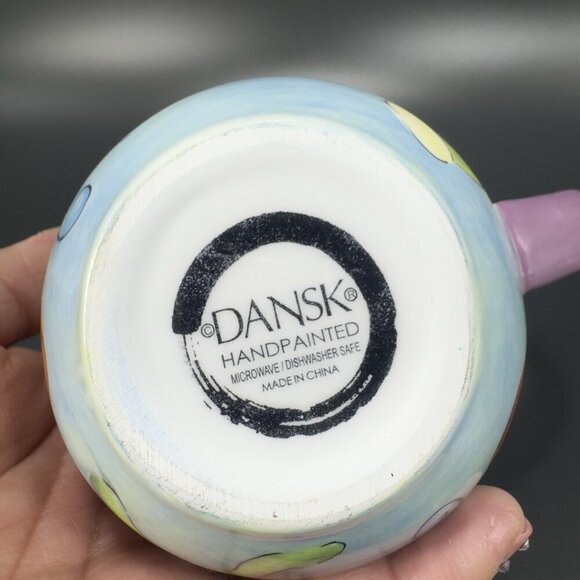 ©DANSK®
HANDPAINTED
MICROWAVE / DISHWASHER SAFE
MADE IN CHINA